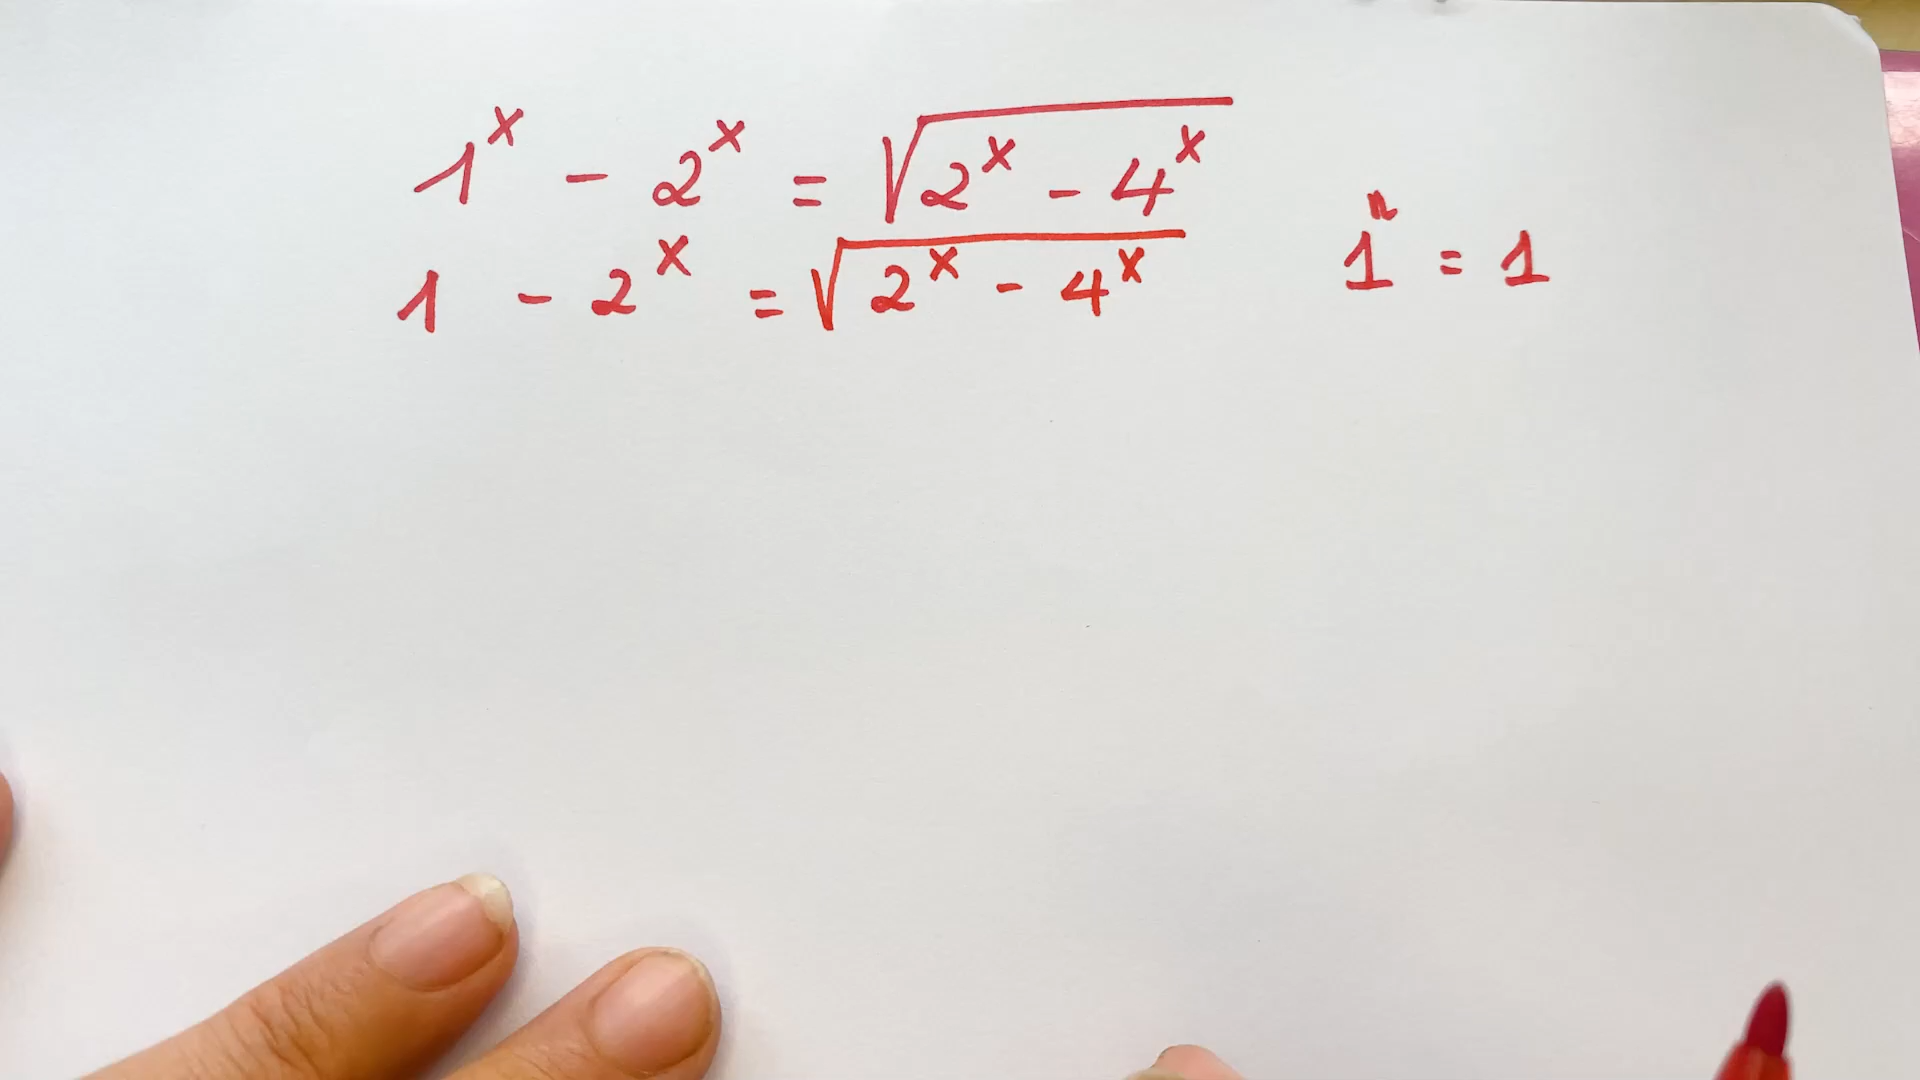 1^x - 2^x = √(2^x - 4^x)
1 - 2^x = √(2^x - 4^x)
1^n = 1